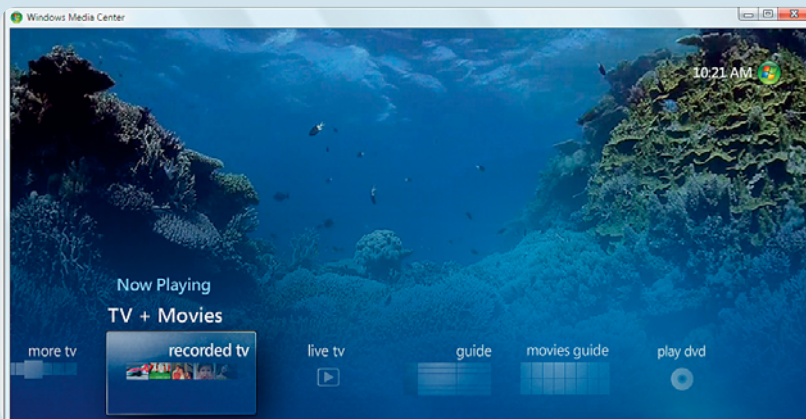 Windows Media Center
10:21 AM
Now Playing
TV + Movies
more tv
recorded tv
live tv
guide
movies guide
play dvd